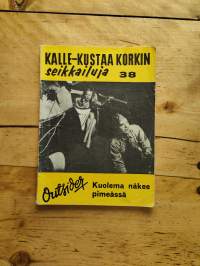 KALLE-KUSTAA KORKIN
seikkailuja 38
Outsider
Kuolema näkee
pimeässä